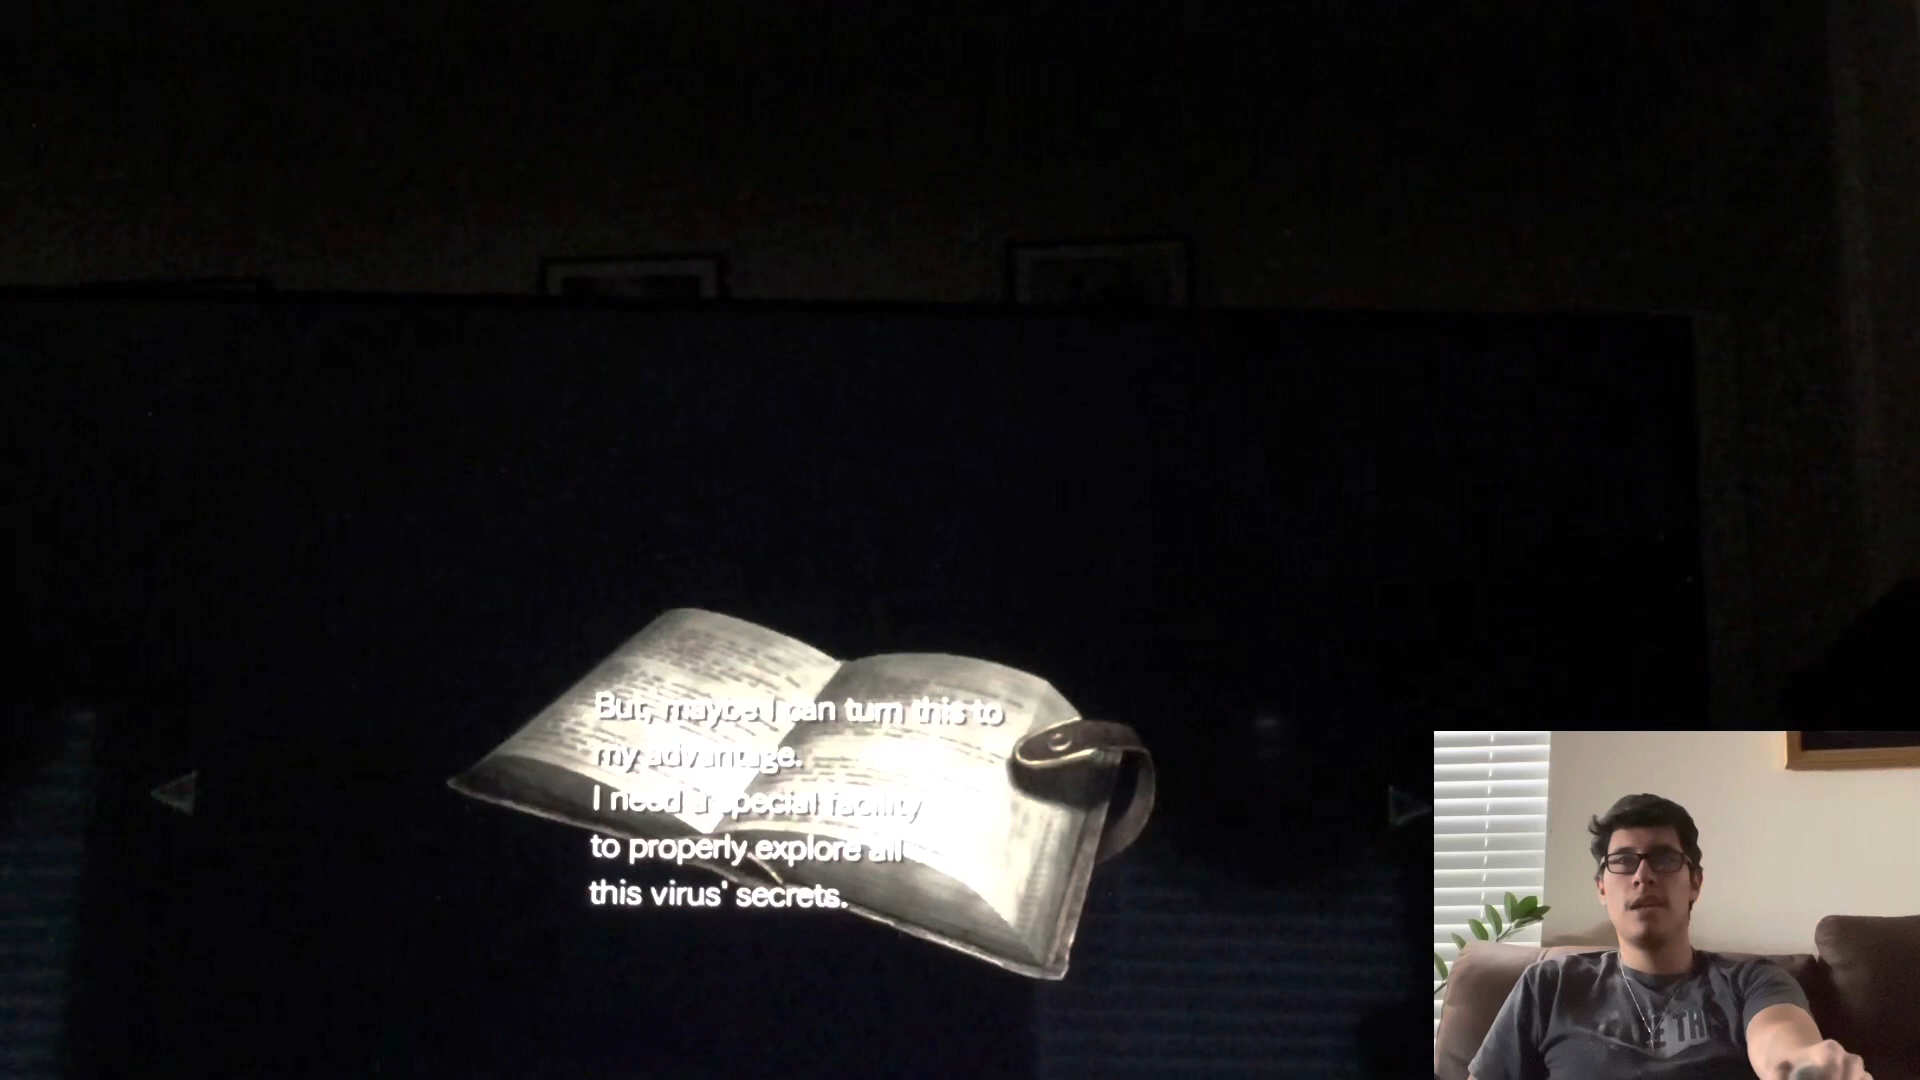 But, maybe I can turn this to
my advantage.
I need a special facility
to properly explore all
this virus' secrets.